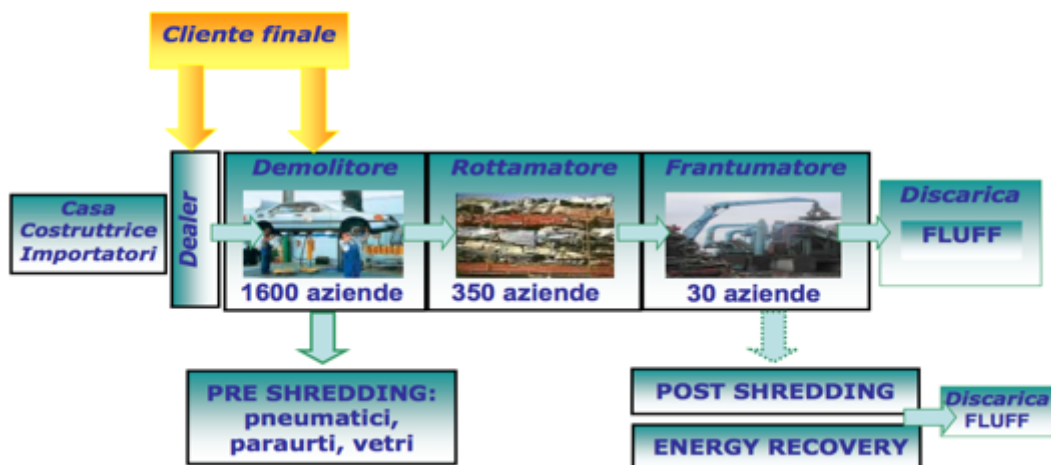 Cliente finale
Casa
Costruttrice
Importatori
Dealer
Demolitore
1600 aziende
Rottamatore
350 aziende
Frantumatore
30 aziende
Discarica
FLUFF
PRE SHREDDING:
pneumatici,
paraurti, vetri
POST SHREDDING
ENERGY RECOVERY
Discarica
FLUFF